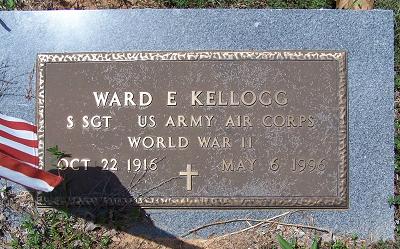 WARD E KELLOGG
S SGT US ARMY AIR CORPS
WORLD WAR II
OCT 22 1916 MAY 6 1996